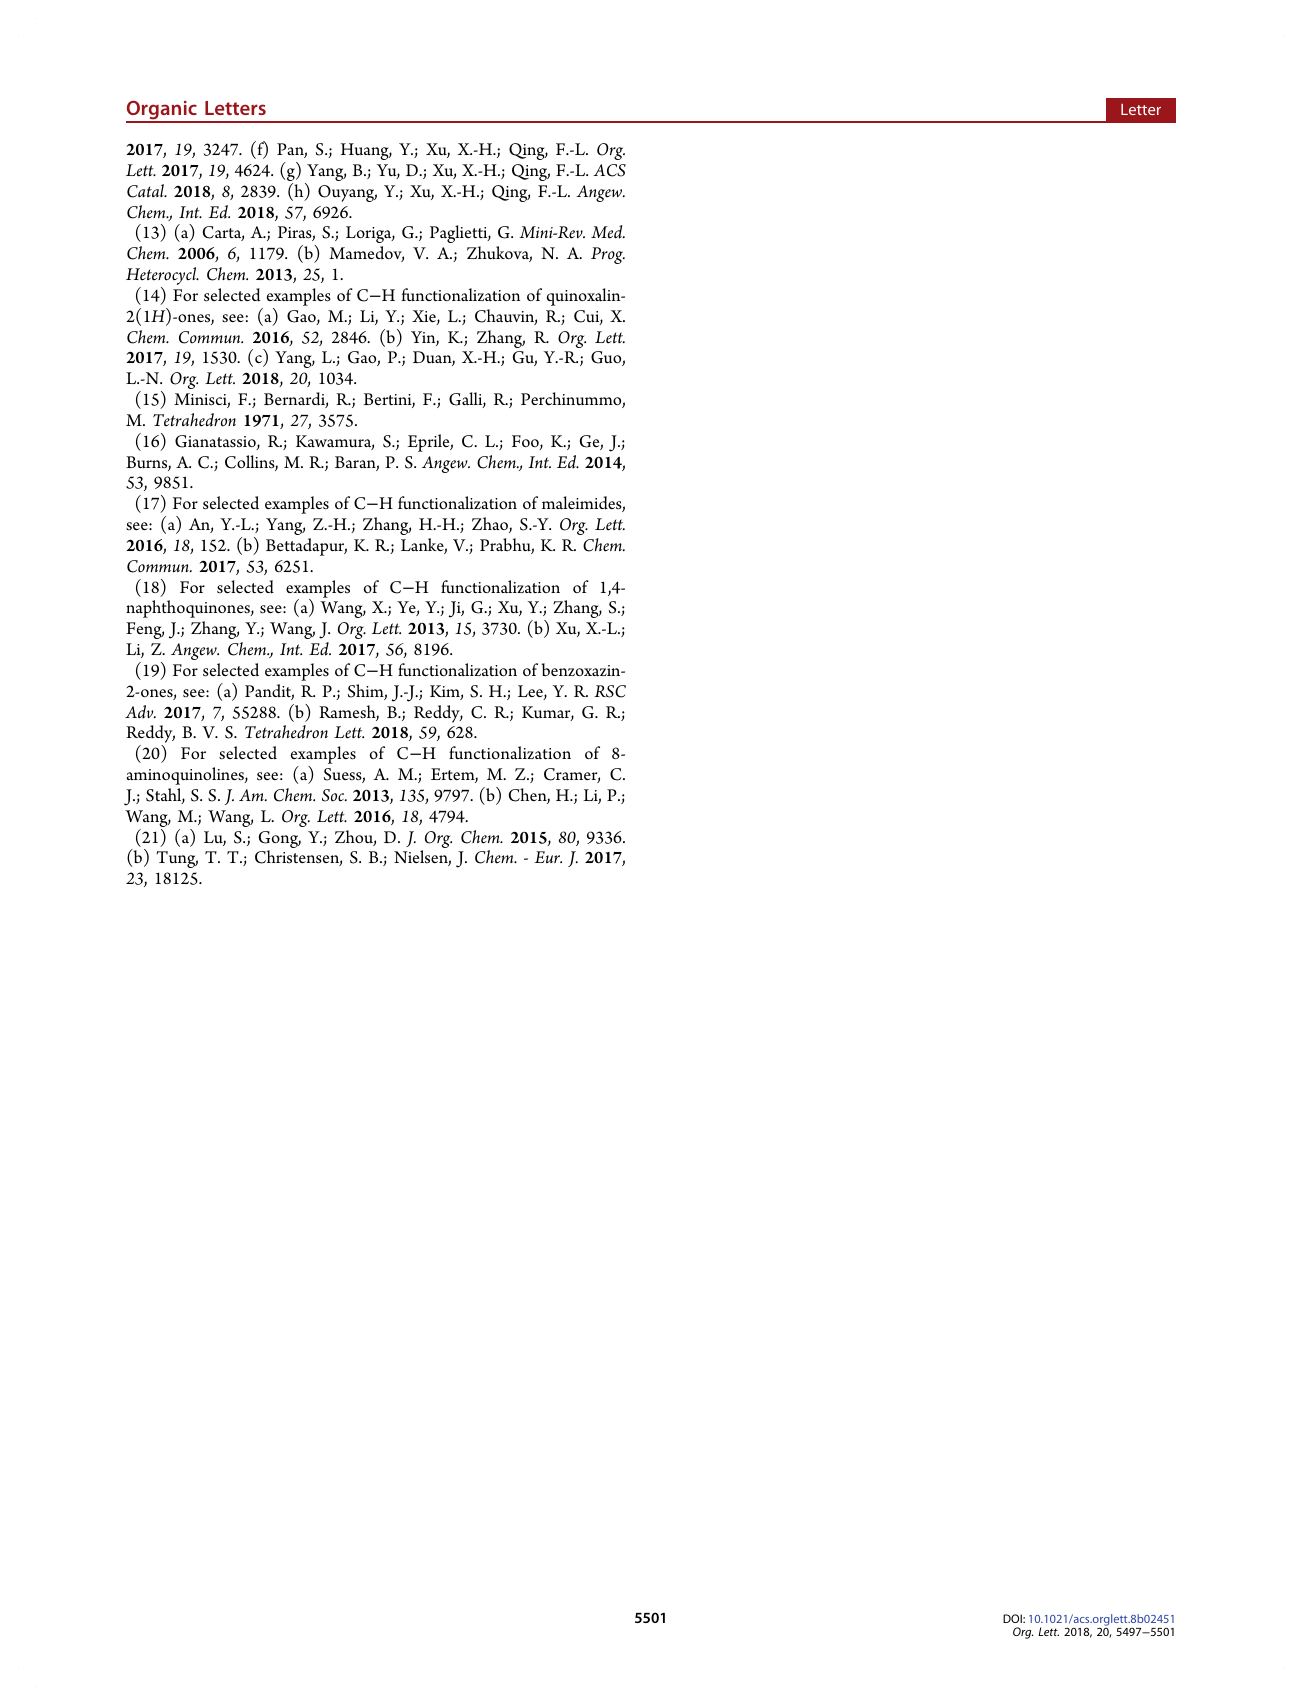 Organic Letters
Letter
2017, 19, 3247. (f) Pan, S.; Huang, Y.; Xu, X.-H.; Qing, F.-L. Org.
Lett. 2017, 19, 4624. (g) Yang, B.; Yu, D.; Xu, X.-H.; Qing, F.-L. ACS
Catal. 2018, 8, 2839. (h) Ouyang, Y.; Xu, X.-H.; Qing, F.-L. Angew.
Chem., Int. Ed. 2018, 57, 6926.
(13) (a) Carta, A.; Piras, S.; Loriga, G.; Paglietti, G. Mini-Rev. Med.
Chem. 2006, 6, 1179. (b) Mamedov, V. A.; Zhukova, N. A. Prog.
Heterocycl. Chem. 2013, 25, 1.
(14) For selected examples of C−H functionalization of quinoxalin-
2(1H)-ones, see: (a) Gao, M.; Li, Y.; Xie, L.; Chauvin, R.; Cui, X.
Chem. Commun. 2016, 52, 2846. (b) Yin, K.; Zhang, R. Org. Lett.
2017, 19, 1530. (c) Yang, L.; Gao, P.; Duan, X.-H.; Gu, Y.-R.; Guo,
L.-N. Org. Lett. 2018, 20, 1034.
(15) Minisci, F.; Bernardi, R.; Bertini, F.; Galli, R.; Perchinummo,
M. Tetrahedron 1971, 27, 3575.
(16) Gianatassio, R.; Kawamura, S.; Eprile, C. L.; Foo, K.; Ge, J.;
Burns, A. C.; Collins, M. R.; Baran, P. S. Angew. Chem., Int. Ed. 2014,
53, 9851.
(17) For selected examples of C−H functionalization of maleimides,
see: (a) An, Y.-L.; Yang, Z.-H.; Zhang, H.-H.; Zhao, S.-Y. Org. Lett.
2016, 18, 152. (b) Bettadapur, K. R.; Lanke, V.; Prabhu, K. R. Chem.
Commun. 2017, 53, 6251.
(18) For selected examples of C−H functionalization of 1,4-
naphthoquinones, see: (a) Wang, X.; Ye, Y.; Ji, G.; Xu, Y.; Zhang, S.;
Feng, J.; Zhang, Y.; Wang, J. Org. Lett. 2013, 15, 3730. (b) Xu, X.-L.;
Li, Z. Angew. Chem., Int. Ed. 2017, 56, 8196.
(19) For selected examples of C−H functionalization of benzoxazin-
2-ones, see: (a) Pandit, R. P.; Shim, J.-J.; Kim, S. H.; Lee, Y. R. RSC
Adv. 2017, 7, 55288. (b) Ramesh, B.; Reddy, C. R.; Kumar, G. R.;
Reddy, B. V. S. Tetrahedron Lett. 2018, 59, 628.
(20) For selected examples of C−H functionalization of 8-
aminoquinolines, see: (a) Suess, A. M.; Ertem, M. Z.; Cramer, C.
J.; Stahl, S. S. J. Am. Chem. Soc. 2013, 135, 9797. (b) Chen, H.; Li, P.;
Wang, M.; Wang, L. Org. Lett. 2016, 18, 4794.
(21) (a) Lu, S.; Gong, Y.; Zhou, D. J. Org. Chem. 2015, 80, 9336.
(b) Tung, T. T.; Christensen, S. B.; Nielsen, J. Chem. - Eur. J. 2017,
23, 18125.
5501
DOI: 10.1021/acs.orglett.8b02451
Org. Lett. 2018, 20, 5497−5501